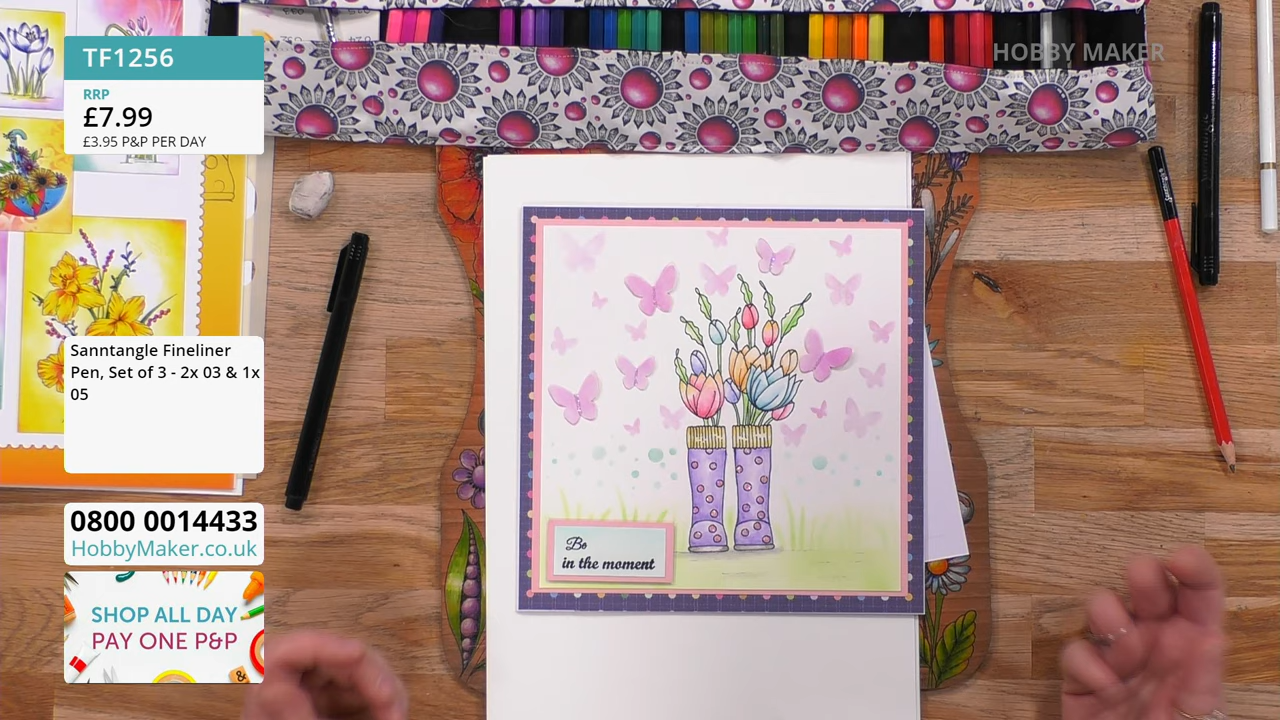 TF1256
RRP
£7.99
£3.95 P&P PER DAY
Sanntangle Fineliner
Pen, Set of 3 - 2x 03 & 1x
05
0800 0014433
HobbyMaker.co.uk
SHOP ALL DAY
PAY ONE P&P
&
HOBBY MAKER
Be
in the moment